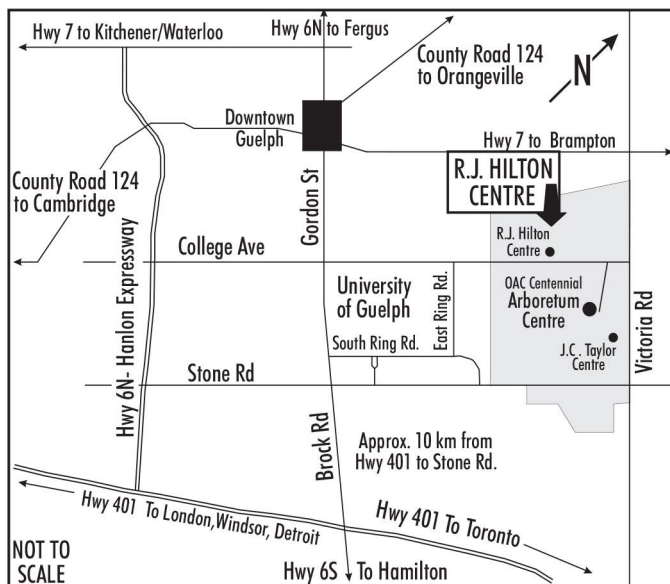 Hwy 7 to Kitchener/Waterloo
Hwy 6N to Fergus
County Road 124
to Orangeville
N
Downtown
Guelph
Hwy 7 to Brampton
R.J. HILTON
CENTRE
County Road 124
to Cambridge
Gordon St
R.J. Hilton
Centre
College Ave
Hwy 6N- Hanlon Expressway
University
of Guelph
East Ring Rd.
OAC Centennial
Arboretum
Centre
Victoria Rd
South Ring Rd.
J.C. Taylor
Centre
Stone Rd
Brock Rd
Approx. 10 km from
Hwy 401 to Stone Rd.
Hwy 401 To London,Windsor, Detroit
Hwy 401 To Toronto
NOT TO
SCALE
Hwy 6S To Hamilton